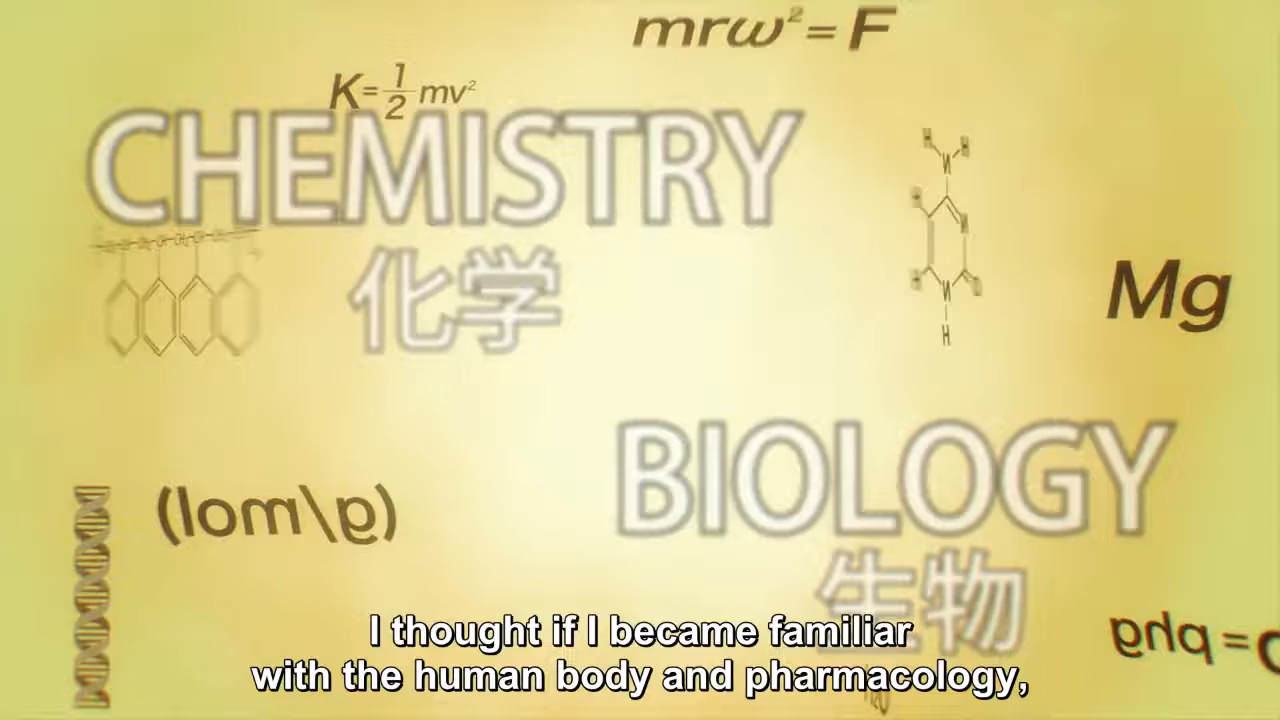 mrω² = F
K = 1/2 mv²
CHEMISTRY
化学
Mg
BIOLOGY
(g/mol)
生物
I thought if I became familiar
with the human body and pharmacology,